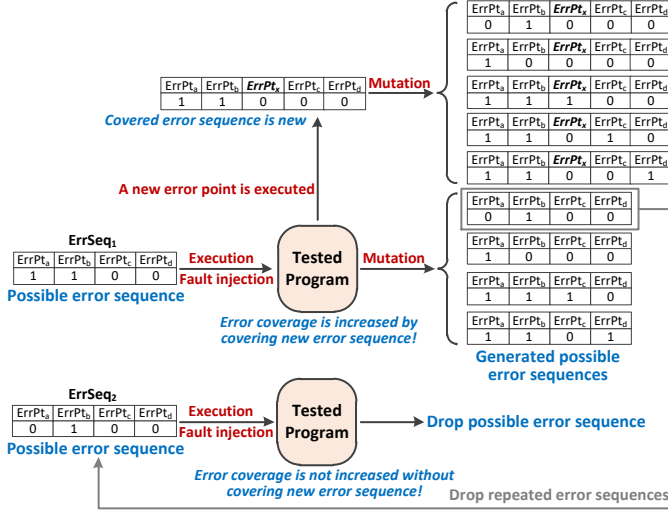 ErrPta ErrPtb ErrPtx ErrPtc ErrPtd
0 1 0 0 0
ErrPta ErrPtb ErrPtx ErrPtc ErrPtd
1 0 0 0 0
ErrPta ErrPtb ErrPtx ErrPtc ErrPtd
1 1 1 0 0
ErrPta ErrPtb ErrPtx ErrPtc ErrPtd
1 1 0 1 0
ErrPta ErrPtb ErrPtx ErrPtc ErrPtd
1 1 0 0 1
ErrPta ErrPtb ErrPtx ErrPtc ErrPtd
1 1 0 0 0
Mutation
Covered error sequence is new
A new error point is executed
ErrSeq1
ErrPta ErrPtb ErrPtc ErrPtd
1 1 0 0
Possible error sequence
Execution
Fault injection
Tested
Program
Mutation
Error coverage is increased by
covering new error sequence!
ErrPta ErrPtb ErrPtc ErrPtd
0 1 0 0
ErrPta ErrPtb ErrPtc ErrPtd
1 0 0 0
ErrPta ErrPtb ErrPtc ErrPtd
1 1 1 0
ErrPta ErrPtb ErrPtc ErrPtd
1 1 0 1
Generated possible
error sequences
ErrSeq2
ErrPta ErrPtb ErrPtc ErrPtd
0 1 0 0
Possible error sequence
Execution
Fault injection
Tested
Program
Drop possible error sequence
Error coverage is not increased without
covering new error sequence!
Drop repeated error sequences